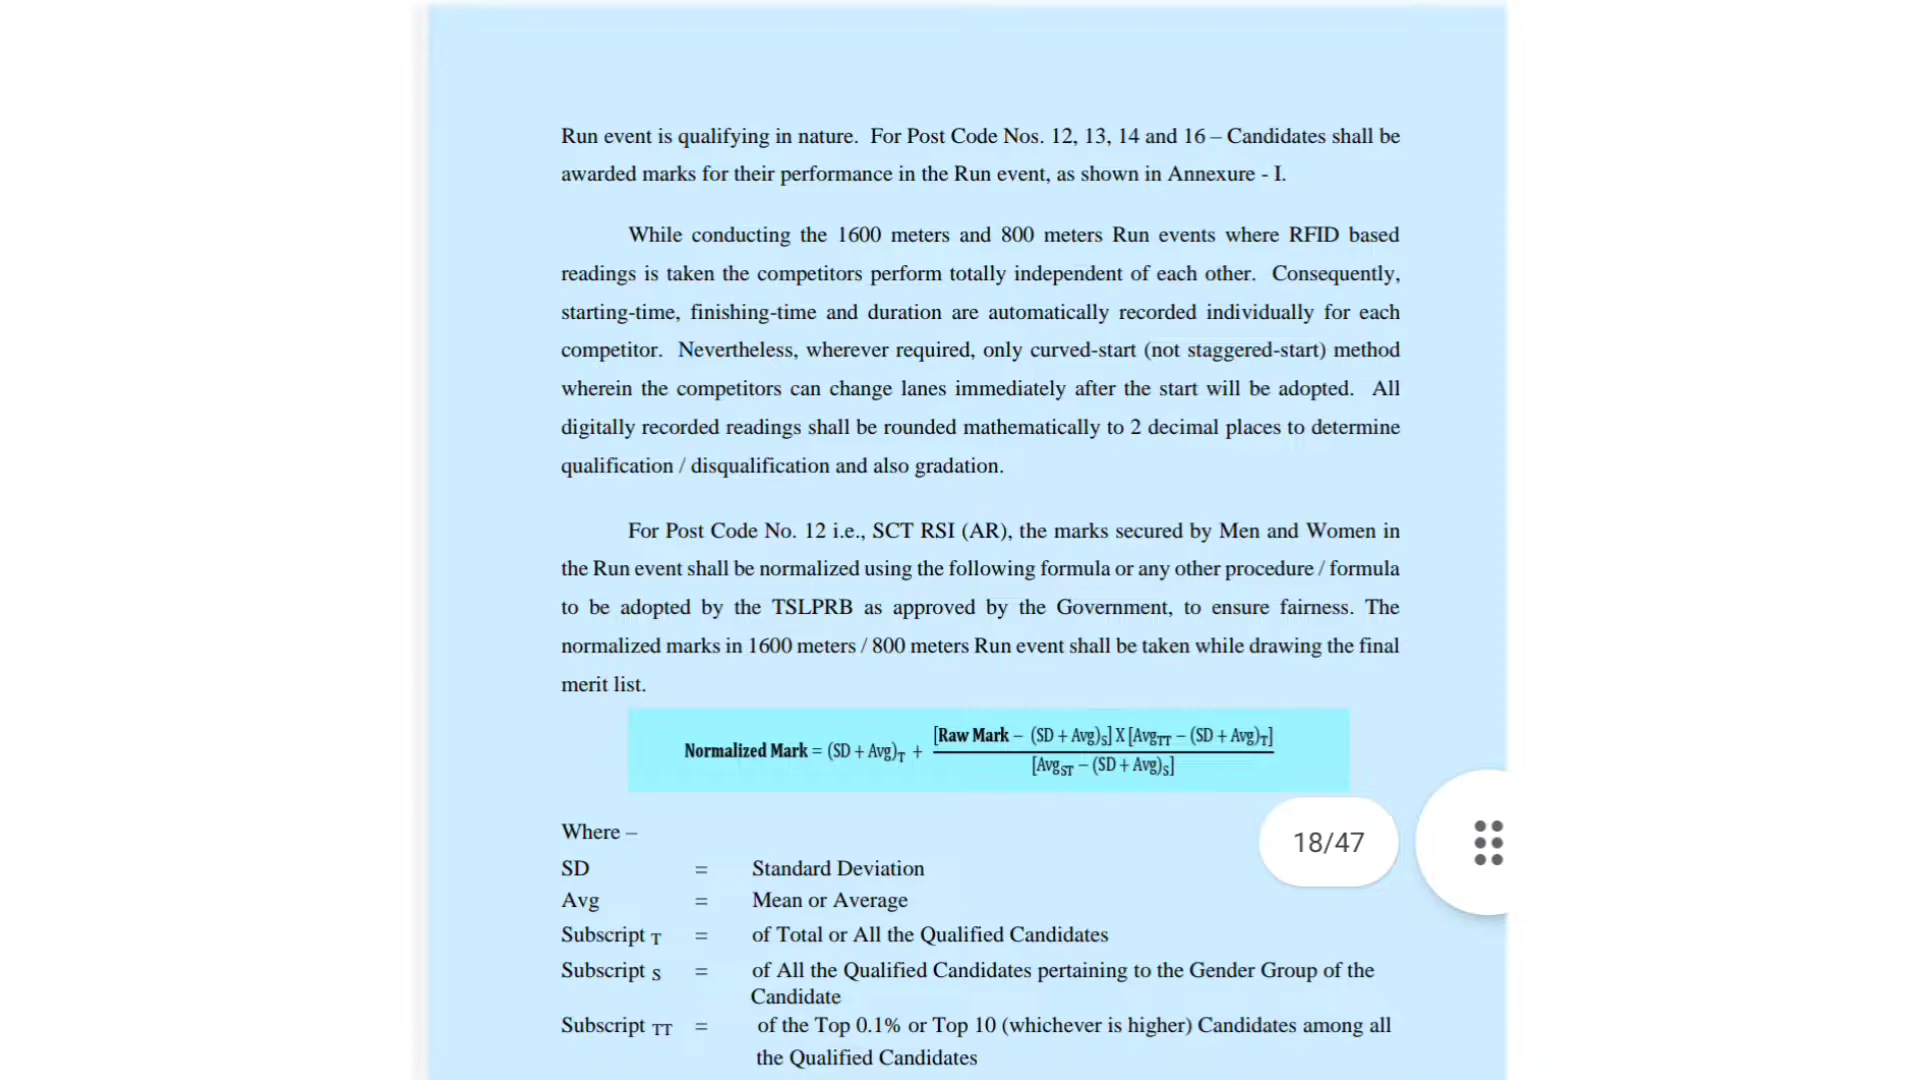 Run event is qualifying in nature.  For Post Code Nos. 12, 13, 14 and 16 – Candidates shall be
awarded marks for their performance in the Run event, as shown in Annexure - I.
While conducting the 1600 meters and 800 meters Run events where RFID based
readings is taken the competitors perform totally independent of each other.  Consequently,
starting-time, finishing-time and duration are automatically recorded individually for each
competitor.  Nevertheless, wherever required, only curved-start (not staggered-start) method
wherein the competitors can change lanes immediately after the start will be adopted.  All
digitally recorded readings shall be rounded mathematically to 2 decimal places to determine
qualification / disqualification and also gradation.
For Post Code No. 12 i.e., SCT RSI (AR), the marks secured by Men and Women in
the Run event shall be normalized using the following formula or any other procedure / formula
to be adopted by the TSLPRB as approved by the Government, to ensure fairness. The
normalized marks in 1600 meters / 800 meters Run event shall be taken while drawing the final
merit list.
Normalized Mark = (SD + Avg)T + [Raw Mark – (SD + Avg)S] X [AvgTT – (SD + Avg)T]
[AvgST – (SD + Avg)S]
Where –
18/47
SD = Standard Deviation
Avg = Mean or Average
Subscript T = of Total or All the Qualified Candidates
Subscript S = of All the Qualified Candidates pertaining to the Gender Group of the
Candidate
Subscript TT = of the Top 0.1% or Top 10 (whichever is higher) Candidates among all
the Qualified Candidates